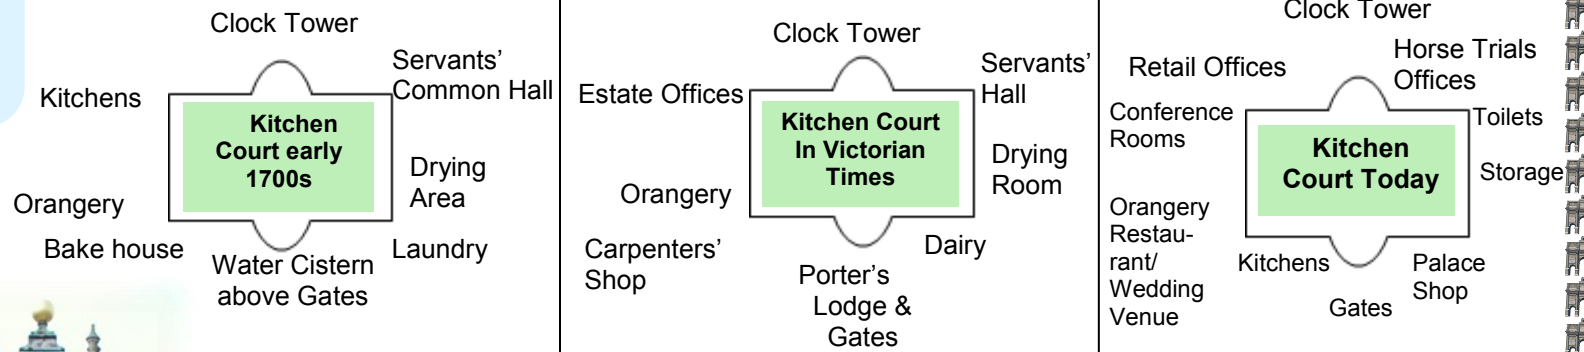 Clock Tower
Servants’
Common Hall
Kitchens
Kitchen
Court early
1700s
Drying
Area
Orangery
Bake house
Water Cistern
above Gates
Laundry
Clock Tower
Servants’
Hall
Estate Offices
Kitchen Court
In Victorian
Times
Drying
Room
Orangery
Carpenters’
Shop
Dairy
Porter’s
Lodge &
Gates
Clock Tower
Horse Trials
Offices
Retail Offices
Conference
Rooms
Toilets
Kitchen
Court Today
Storage
Orangery
Restau-
rant/
Wedding
Venue
Kitchens
Palace
Shop
Gates